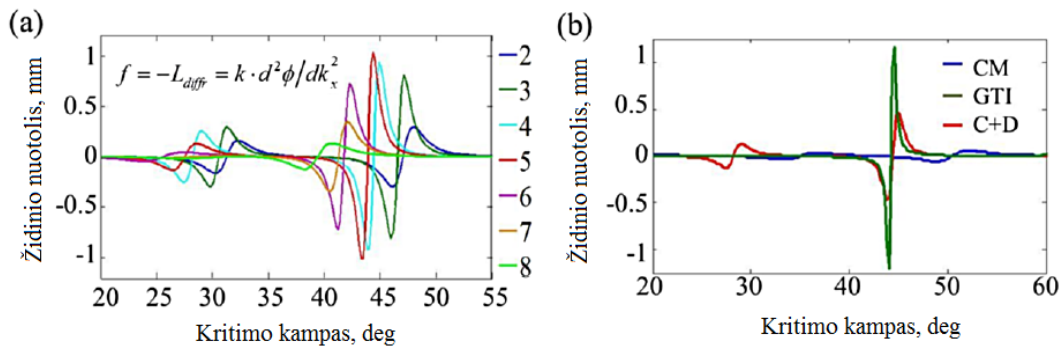 (a)
Židinio nuotolis, mm
1
0.5
0
-0.5
-1
f = -L_diffr = k · d²ϕ/dk_x²
2
3
4
5
6
7
8
20 25 30 35 40 45 50 55
Kritimo kampas, deg
(b)
Židinio nuotolis, mm
1
0.5
0
-0.5
-1
CM
GTI
C+D
20 30 40 50 60
Kritimo kampas, deg